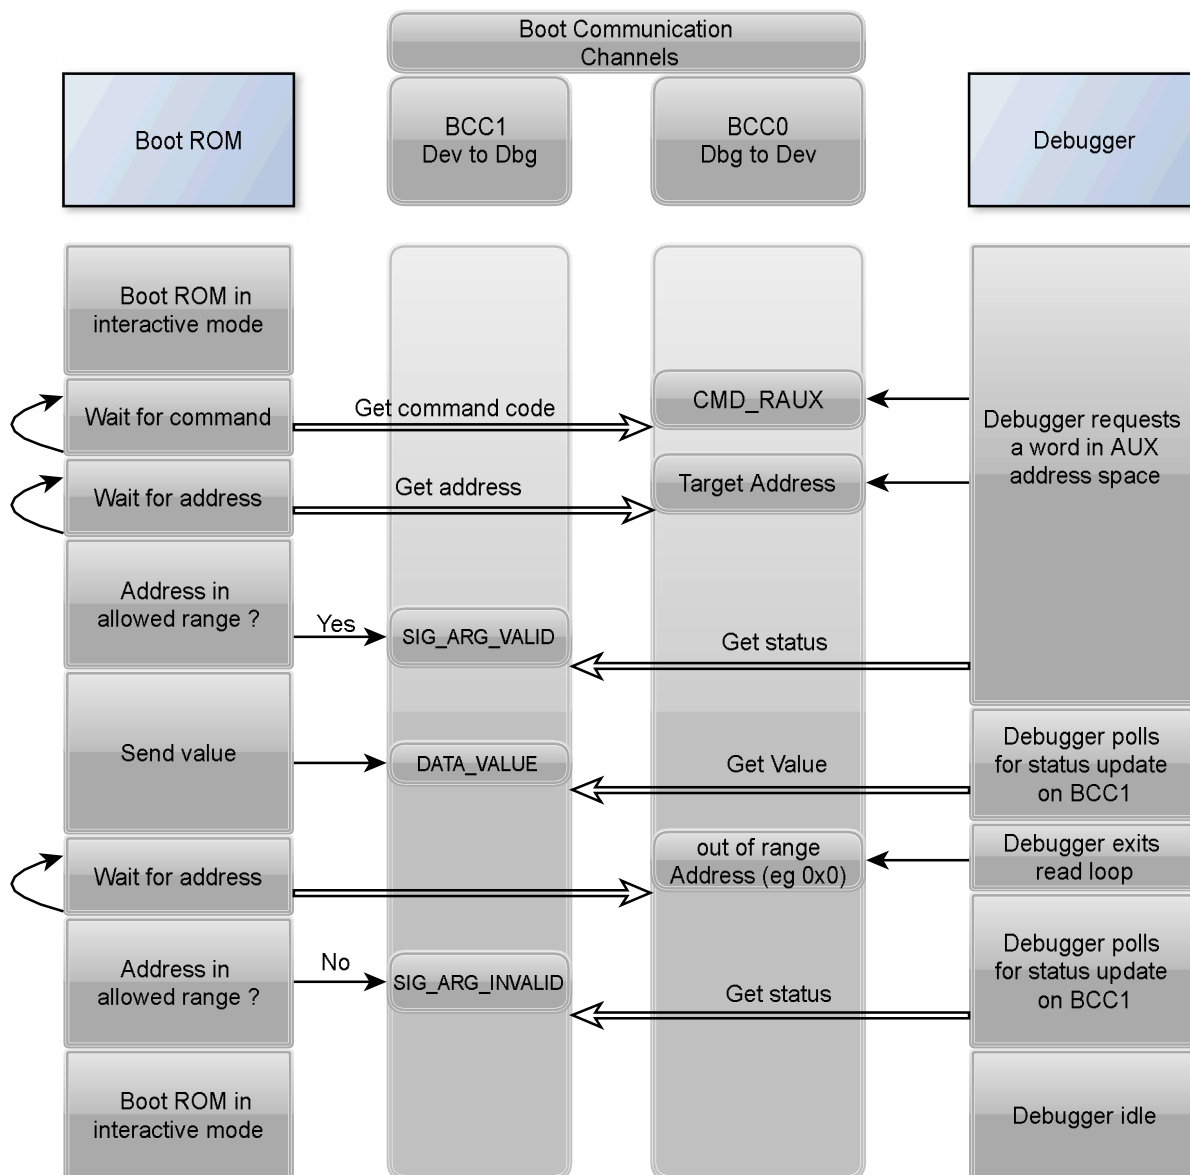 Boot Communication
Channels
Boot ROM
BCC1
Dev to Dbg
BCC0
Dbg to Dev
Debugger
Boot ROM in
interactive mode
Wait for command
Get command code
CMD_RAUX
Debugger requests
a word in AUX
address space
Wait for address
Get address
Target Address
Address in
allowed range ?
Yes
SIG_ARG_VALID
Get status
Send value
DATA_VALUE
Get Value
Debugger polls
for status update
on BCC1
Wait for address
out of range
Address (eg 0x0)
Debugger exits
read loop
Address in
allowed range ?
No
SIG_ARG_INVALID
Get status
Debugger polls
for status update
on BCC1
Boot ROM in
interactive mode
Debugger idle